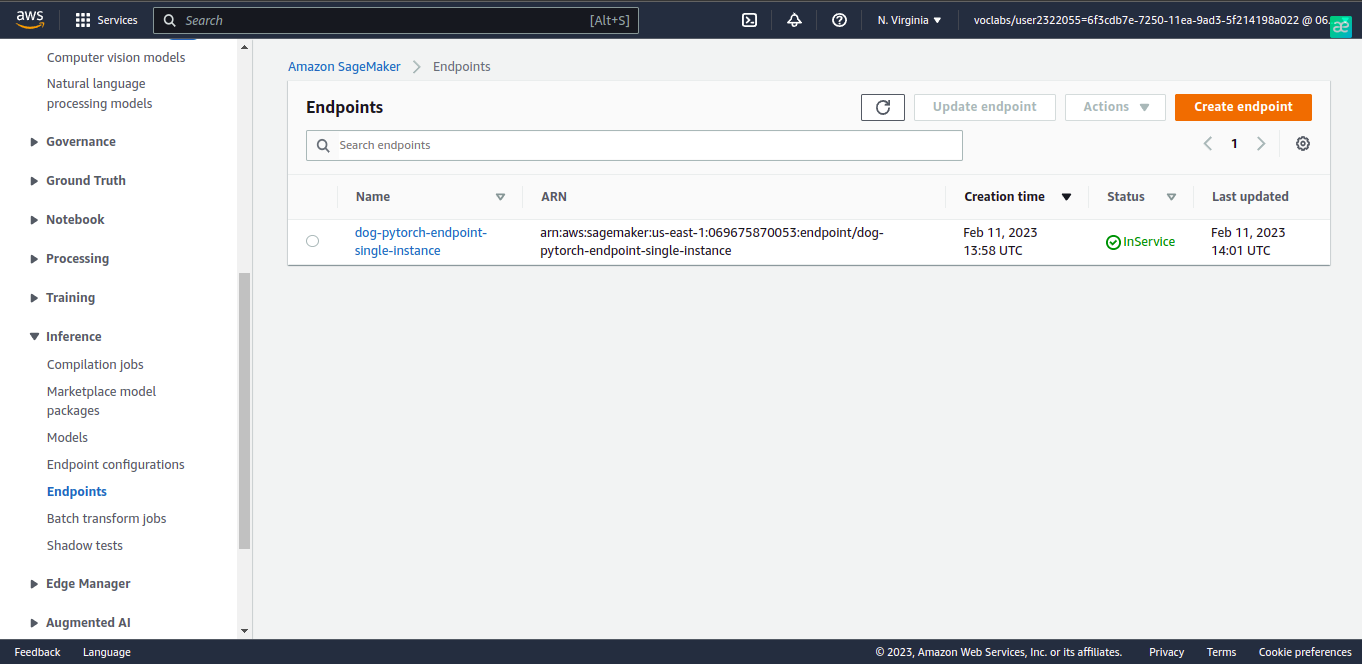 aws Services Search [Alt+S] N. Virginia voclabs/user2322055=6f3cdb7e-7250-11ea-9ad3-5f214198a022 @ 06
Computer vision models
Natural language
processing models
Governance
Ground Truth
Notebook
Processing
Training
Inference
Compilation jobs
Marketplace model
packages
Models
Endpoint configurations
Endpoints
Batch transform jobs
Shadow tests
Edge Manager
Augmented AI
Amazon SageMaker Endpoints
Endpoints Update endpoint Actions Create endpoint
Search endpoints 1
Name ARN Creation time Status Last updated
dog-pytorch-endpoint- arn:aws:sagemaker:us-east-1:069675870053:endpoint/dog- Feb 11, 2023 InService Feb 11, 2023
single-instance pytorch-endpoint-single-instance 13:58 UTC 14:01 UTC
Feedback Language © 2023, Amazon Web Services, Inc. or its affiliates. Privacy Terms Cookie preferences